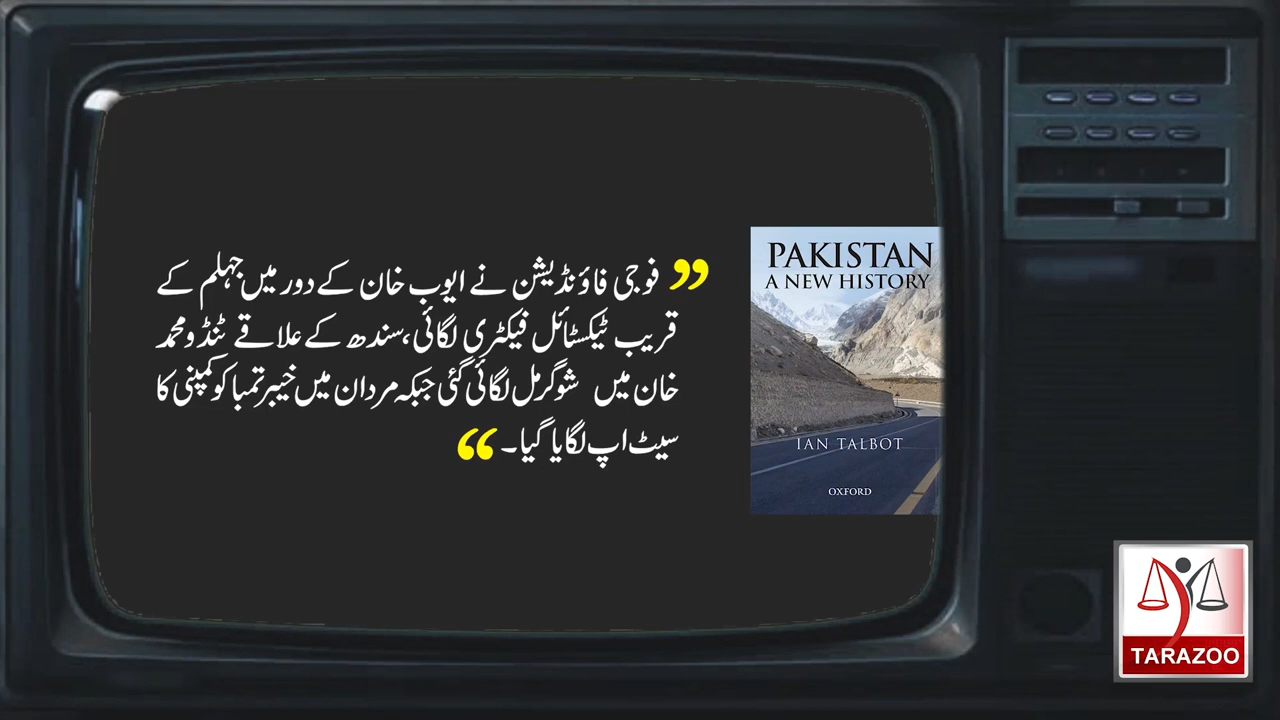 ”فوجی فاؤنڈیشن نے ایوب خان کے دور میں جہلم کے
قریب ٹیکسٹائل فیکٹری لگائی، سندھ کے علاقے ٹنڈو محمد
خان میں شوگر مل لگائی گئی جبکہ مردان میں خیبر تمباکو کمپنی کا
سیٹ اپ لگایا گیا۔“
PAKISTAN
A NEW HISTORY
IAN TALBOT
OXFORD
TARAZOO